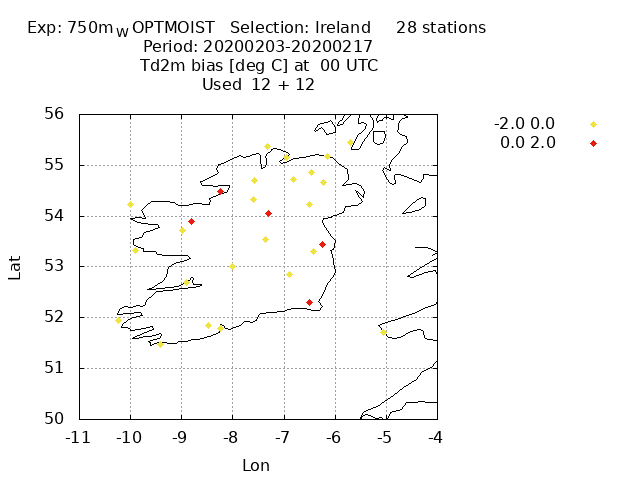 Exp: 750m_W OPTMOIST Selection: Ireland 28 stations
Period: 20200203-20200217
Td2m bias [deg C] at 00 UTC
Used 12 + 12
-2.0 0.0
0.0 2.0
56
55
54
53
52
51
50
Lat
-11 -10 -9 -8 -7 -6 -5 -4
Lon